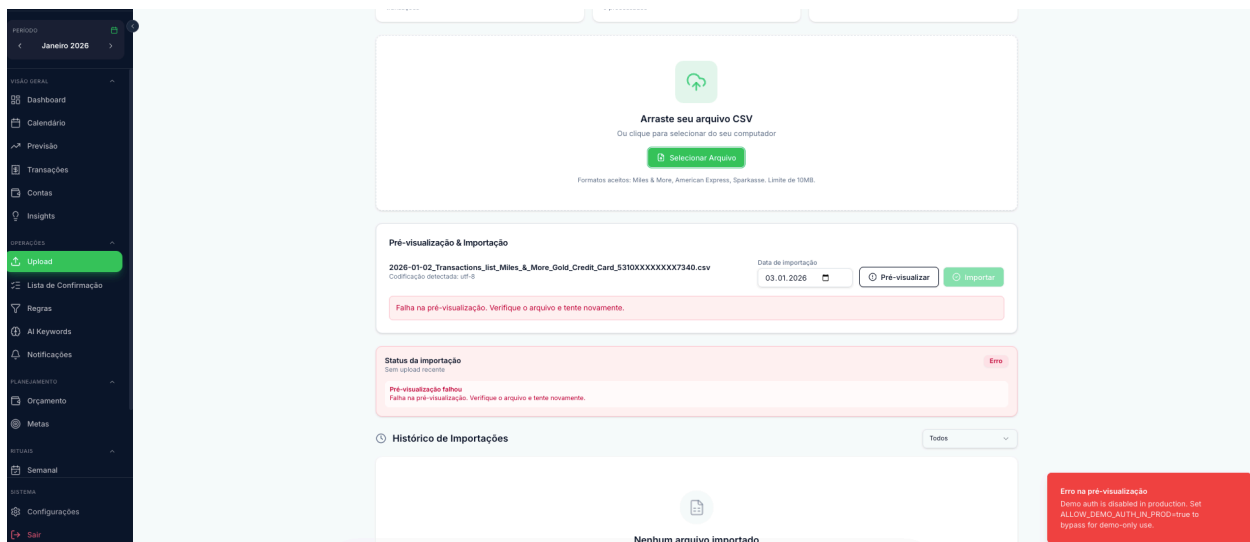 PERÍODO
Janeiro 2026
VISÃO GERAL
Dashboard
Calendário
Previsão
Transações
Contas
Insights
OPERAÇÕES
Upload
Lista de Confirmação
Regras
AI Keywords
Notificações
PLANEJAMENTO
Orçamento
Metas
RITUAIS
Semanal
SISTEMA
Configurações
Sair
Arraste seu arquivo CSV
Ou clique para selecionar do seu computador
Selecionar Arquivo
Formatos aceitos: Miles & More, American Express, Sparkasse. Limite de 10MB.
Pré-visualização & Importação
2026-01-02_Transactions_list_Miles_&_More_Gold_Credit_Card_5310XXXXXXXX7340.csv
Codificação detectada: utf-8
Data de importação
03.01.2026
Pré-visualizar
Importar
Falha na pré-visualização. Verifique o arquivo e tente novamente.
Status da importação
Erro
Sem upload recente
Pré-visualização falhou
Falha na pré-visualização. Verifique o arquivo e tente novamente.
Histórico de Importações
Todos
Nenhum arquivo importado
Erro na pré-visualização
Demo auth is disabled in production. Set
ALLOW_DEMO_AUTH_IN_PROD=true to
bypass for demo-only use.